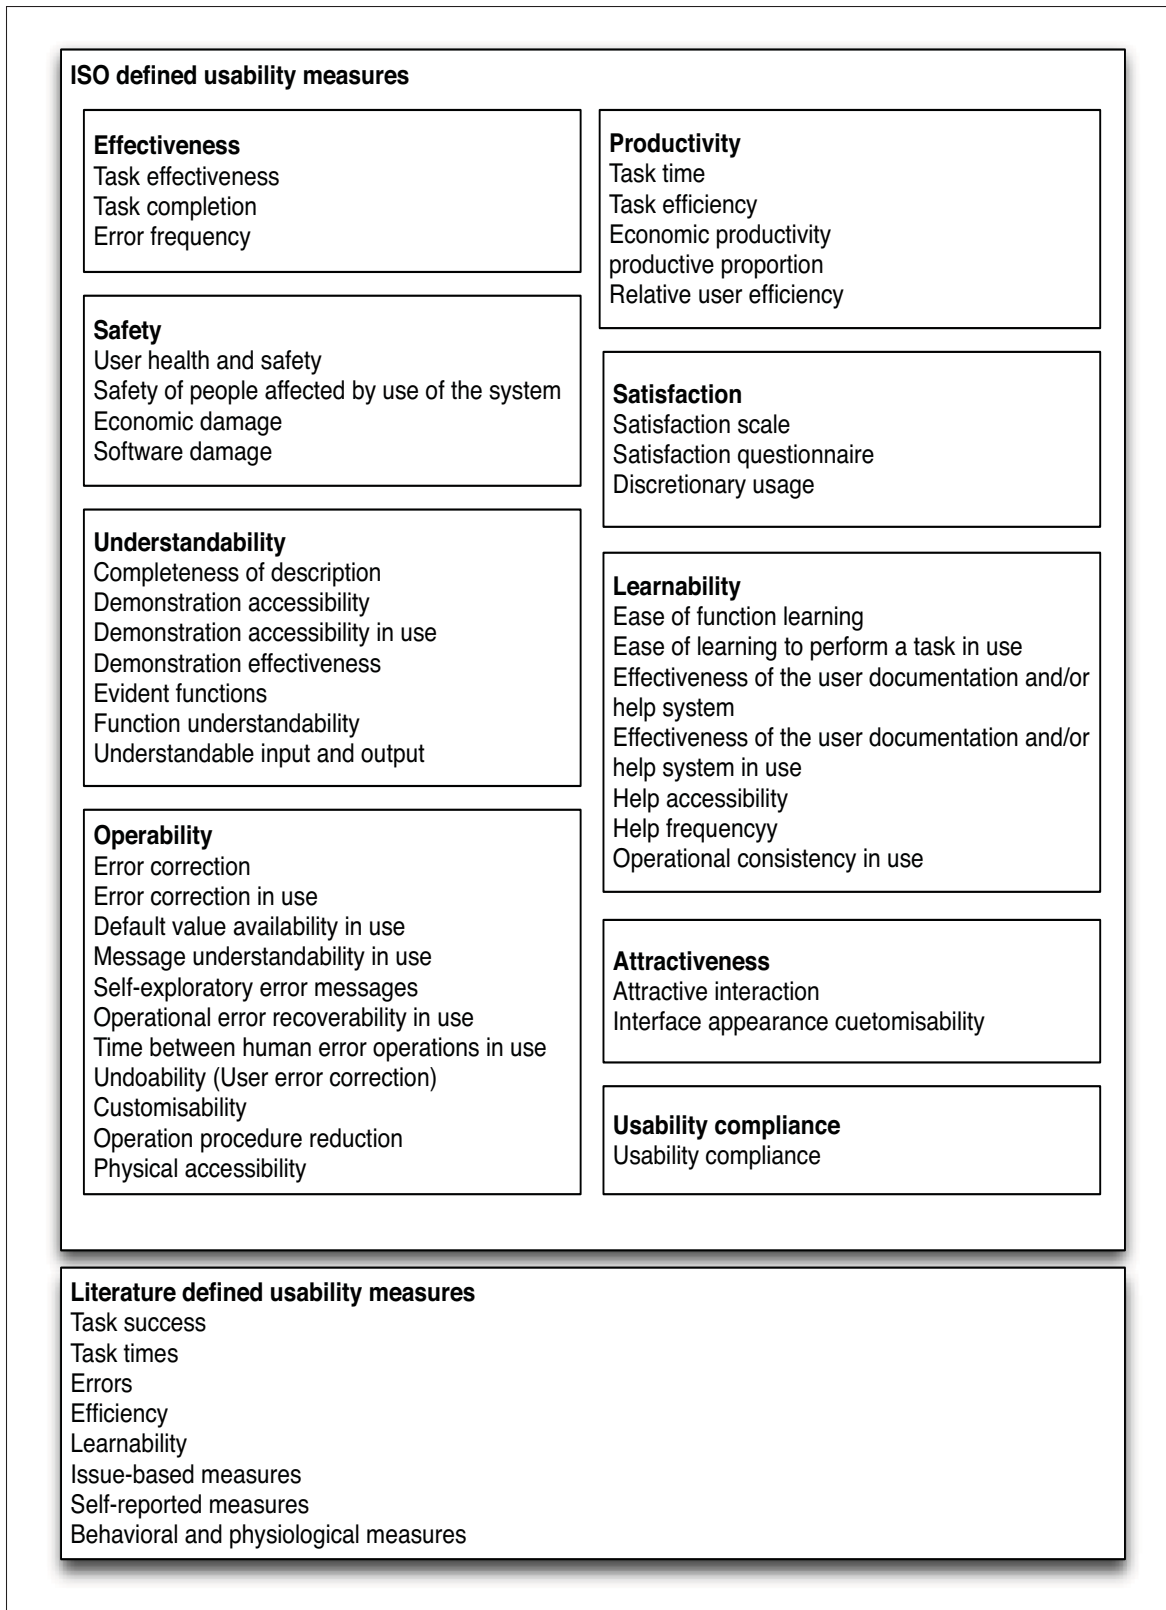 ISO defined usability measures
Effectiveness
Task effectiveness
Task completion
Error frequency
Safety
User health and safety
Safety of people affected by use of the system
Economic damage
Software damage
Understandability
Completeness of description
Demonstration accessibility
Demonstration accessibility in use
Demonstration effectiveness
Evident functions
Function understandability
Understandable input and output
Operability
Error correction
Error correction in use
Default value availability in use
Message understandability in use
Self-exploratory error messages
Operational error recoverability in use
Time between human error operations in use
Undoability (User error correction)
Customisability
Operation procedure reduction
Physical accessibility
Productivity
Task time
Task efficiency
Economic productivity
productive proportion
Relative user efficiency
Satisfaction
Satisfaction scale
Satisfaction questionnaire
Discretionary usage
Learnability
Ease of function learning
Ease of learning to perform a task in use
Effectiveness of the user documentation and/or
help system
Effectiveness of the user documentation and/or
help system in use
Help accessibility
Help frequencyy
Operational consistency in use
Attractiveness
Attractive interaction
Interface appearance cuetomisability
Usability compliance
Usability compliance
Literature defined usability measures
Task success
Task times
Errors
Efficiency
Learnability
Issue-based measures
Self-reported measures
Behavioral and physiological measures